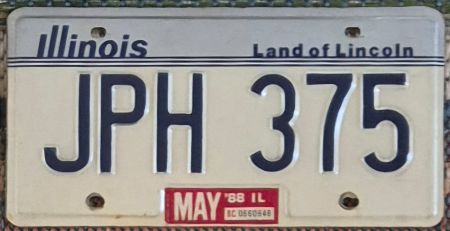 Illinois Land of Lincoln
JPH 375
MAY '88 IL